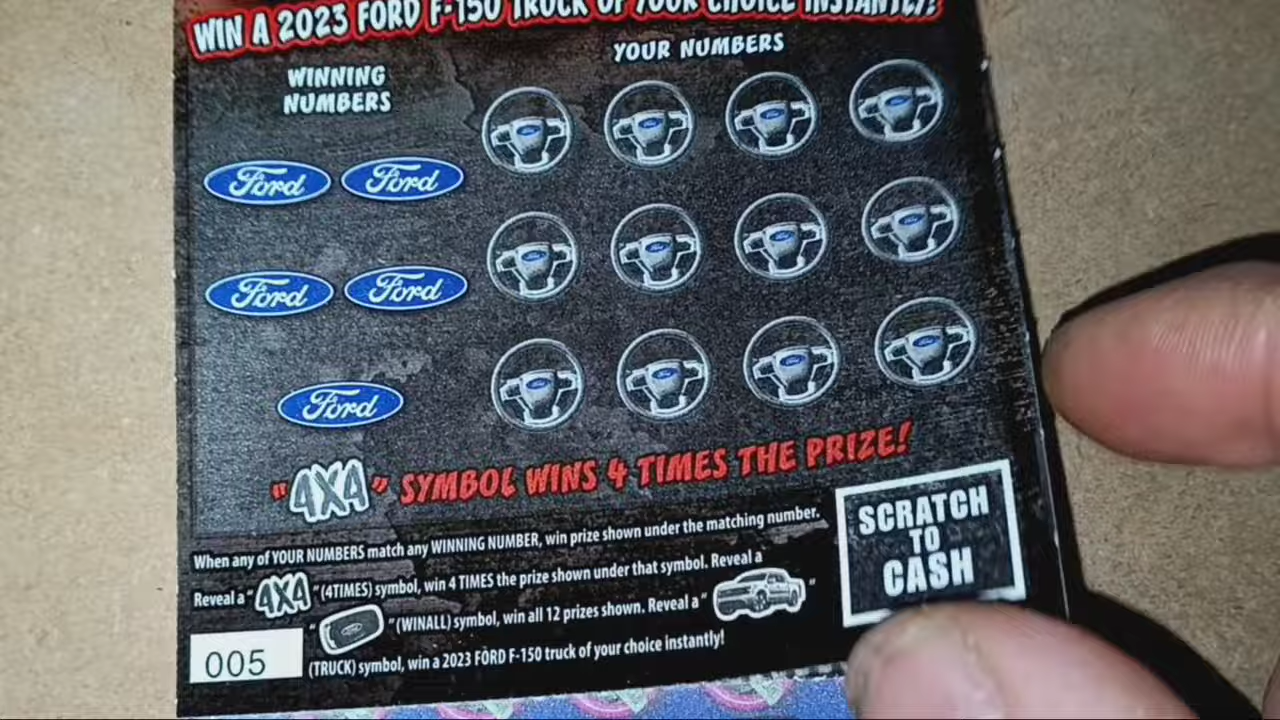 WIN A 2023 FORD F-150 TRUCK OF YOUR CHOICE INSTANTLY!
YOUR NUMBERS
WINNING
NUMBERS
Ford Ford
Ford Ford
Ford
"4X4" SYMBOL WINS 4 TIMES THE PRIZE!
When any of YOUR NUMBERS match any WINNING NUMBER, win prize shown under the matching number.
Reveal a "4X4" (4TIMES) symbol, win 4 TIMES the prize shown under that symbol. Reveal a
" " (WINALL) symbol, win all 12 prizes shown. Reveal a " "
(TRUCK) symbol, win a 2023 FORD F-150 truck of your choice instantly!
005
SCRATCH
TO
CASH